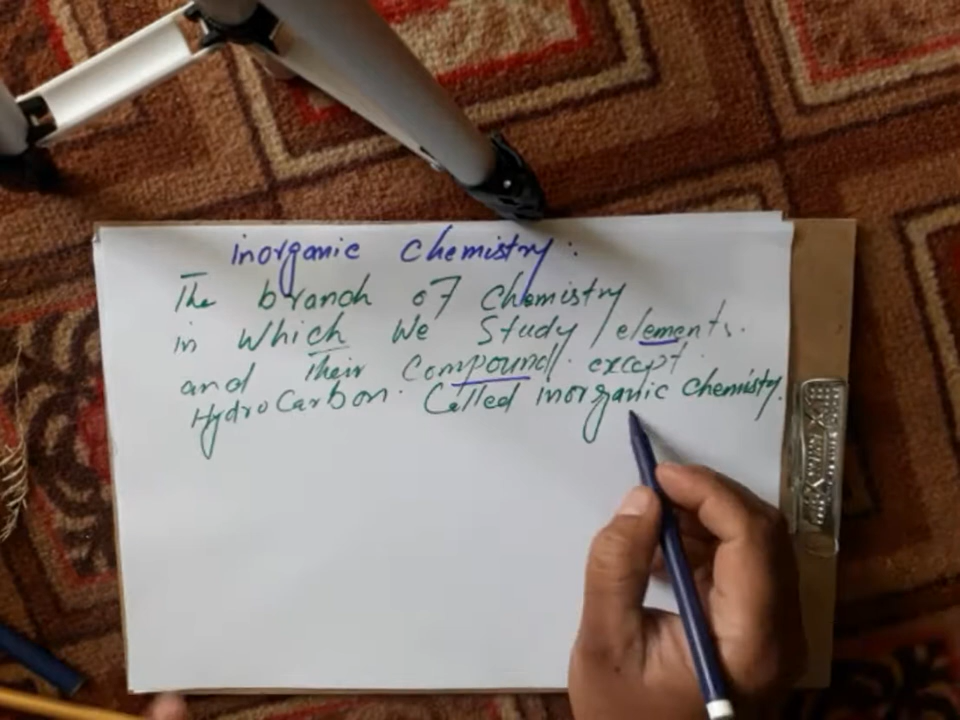 inorganic Chemistry:
The branch of Chemistry
in Which We Study elements.
and Their Compound. except
HydroCarbon. Called inorganic Chemistry.